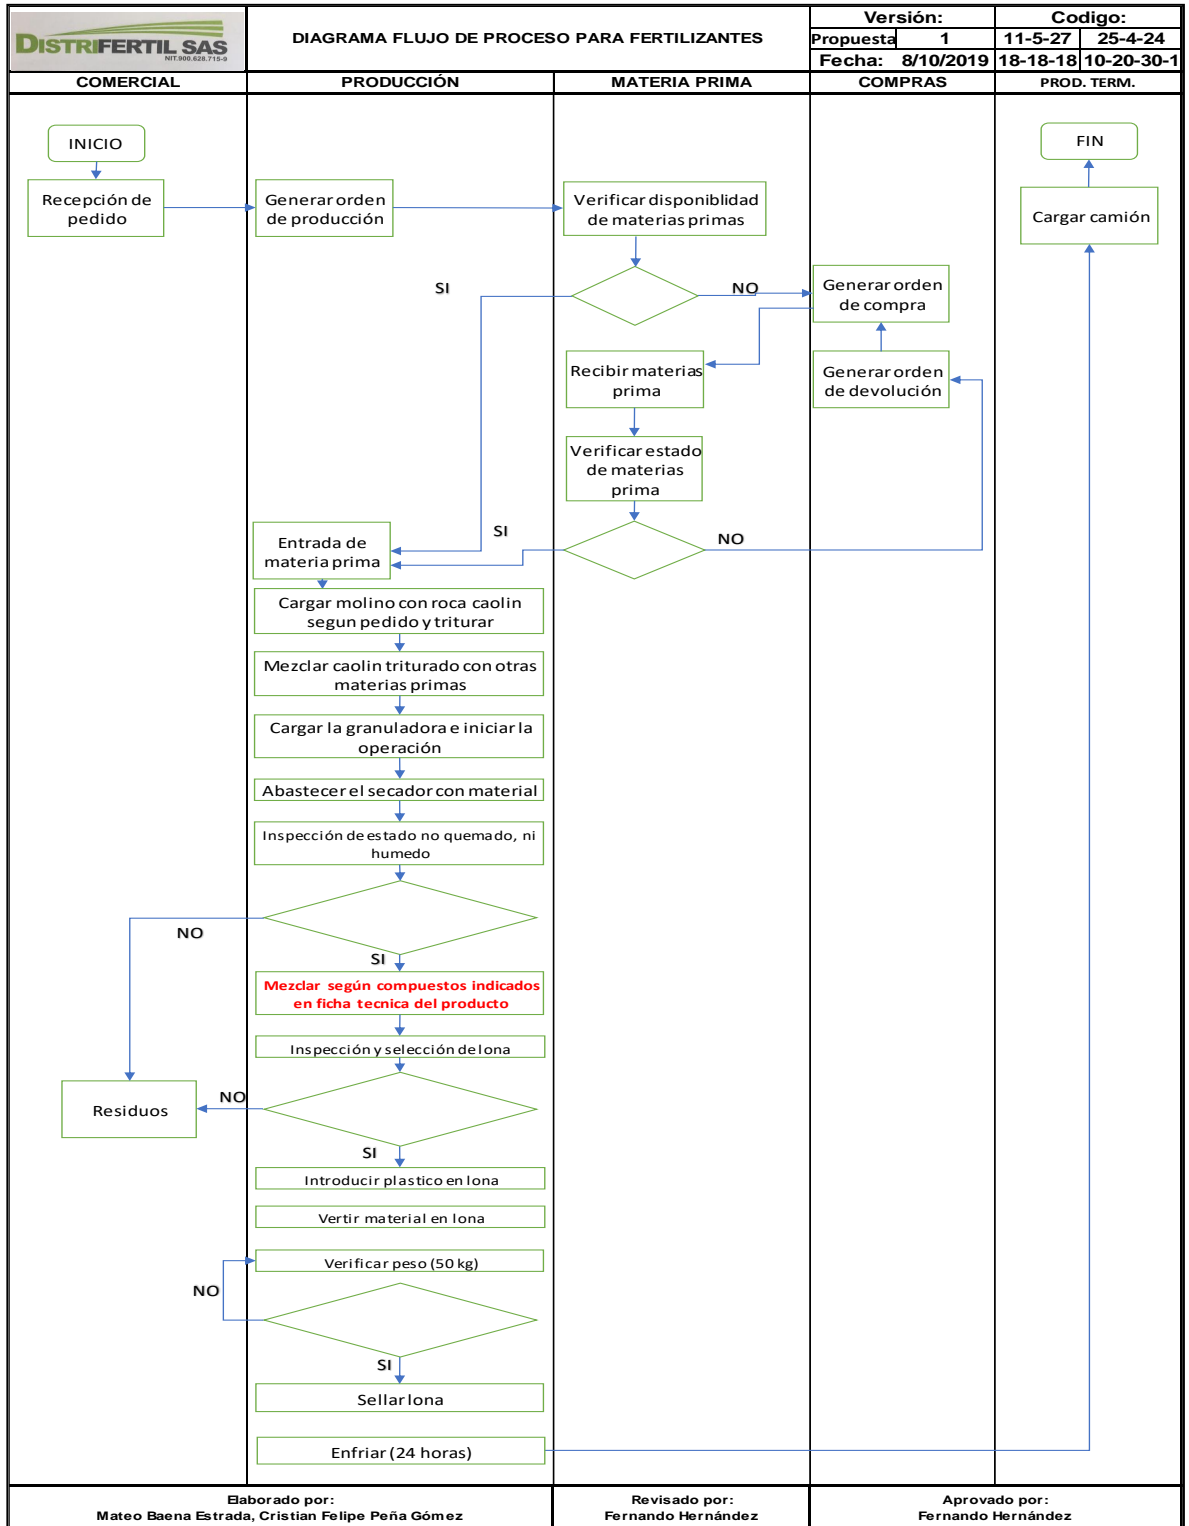 DISTRIFERTIL SAS
NIT.900.628.715-9
DIAGRAMA FLUJO DE PROCESO PARA FERTILIZANTES
Versión:
Codigo:
Propuesta 1 11-5-27 25-4-24
Fecha: 8/10/2019 18-18-18 10-20-30-1
COMERCIAL
PRODUCCIÓN
MATERIA PRIMA
COMPRAS
PROD. TERM.
INICIO
FIN
Recepción de
pedido
Generar orden
de producción
Verificar disponiblidad
de materias primas
Cargar camión
SI
NO
Generar orden
de compra
Recibir materias
prima
Generar orden
de devolución
Verificar estado
de materias
prima
SI
NO
Entrada de
materia prima
Cargar molino con roca caolin
segun pedido y triturar
Mezclar caolin triturado con otras
materias primas
Cargar la granuladora e iniciar la
operación
Abastecer el secador con material
Inspección de estado no quemado, ni
humedo
NO
SI
Mezclar según compuestos indicados
en ficha tecnica del producto
Inspección y selección de lona
Residuos
NO
SI
Introducir plastico en lona
Vertir material en lona
Verificar peso (50 kg)
NO
SI
Sellar lona
Enfriar (24 horas)
Elaborado por:
Mateo Baena Estrada, Cristian Felipe Peña Gómez
Revisado por:
Fernando Hernández
Aprovado por:
Fernando Hernández